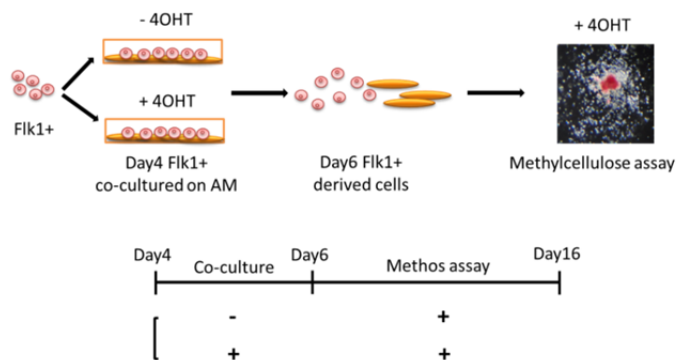 - 4OHT
+ 4OHT
+ 4OHT
Flk1+
Day4 Flk1+
co-cultured on AM
Day6 Flk1+
derived cells
Methylcellulose assay
Day4
Co-culture
Day6
Methos assay
Day16
- +
+ +